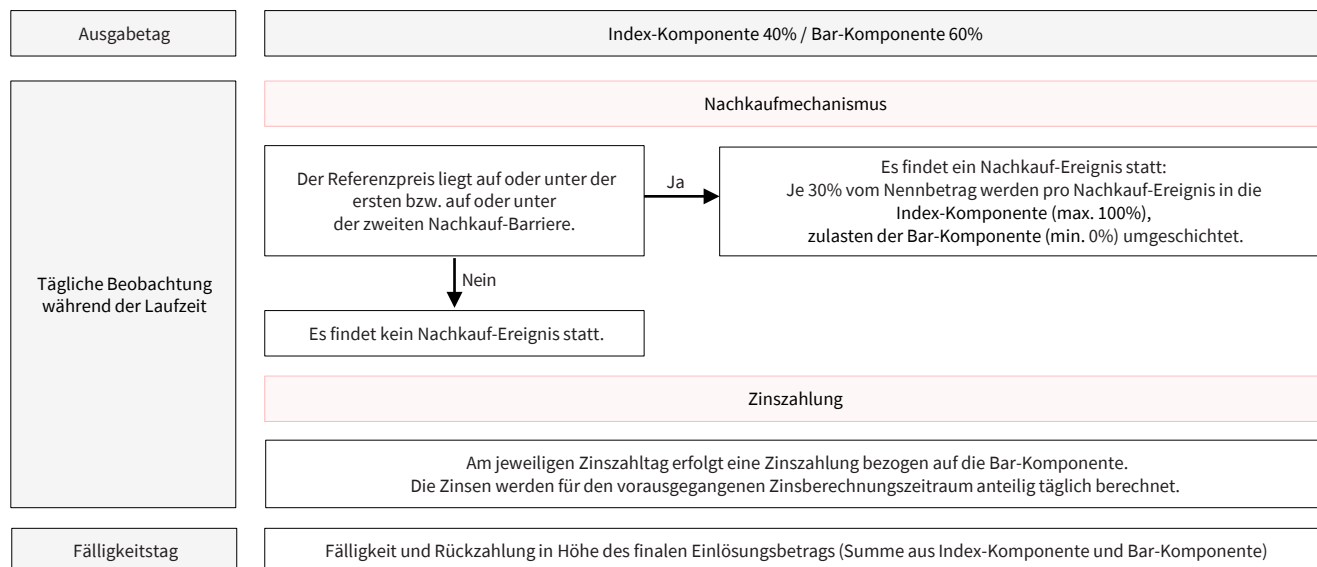 Ausgabetag
Index-Komponente 40% / Bar-Komponente 60%
Tägliche Beobachtung
während der Laufzeit
Nachkaufmechanismus
Der Referenzpreis liegt auf oder unter der
ersten bzw. auf oder unter
der zweiten Nachkauf-Barriere.
Ja
Es findet ein Nachkauf-Ereignis statt:
Je 30% vom Nennbetrag werden pro Nachkauf-Ereignis in die
Index-Komponente (max. 100%),
zulasten der Bar-Komponente (min. 0%) umgeschichtet.
Nein
Es findet kein Nachkauf-Ereignis statt.
Zinszahlung
Am jeweiligen Zinszahltag erfolgt eine Zinszahlung bezogen auf die Bar-Komponente.
Die Zinsen werden für den vorausgegangenen Zinsberechnungszeitraum anteilig täglich berechnet.
Fälligkeitstag
Fälligkeit und Rückzahlung in Höhe des finalen Einlösungsbetrags (Summe aus Index-Komponente und Bar-Komponente)